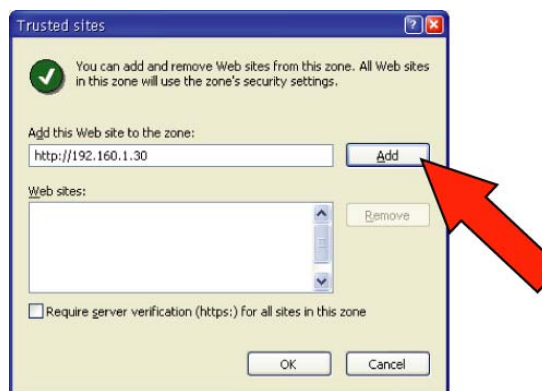 Trusted sites
You can add and remove Web sites from this zone. All Web sites
in this zone will use the zone's security settings.
Add this Web site to the zone:
http://192.160.1.30
Add
Web sites:
Remove
Require server verification (https:) for all sites in this zone
OK
Cancel